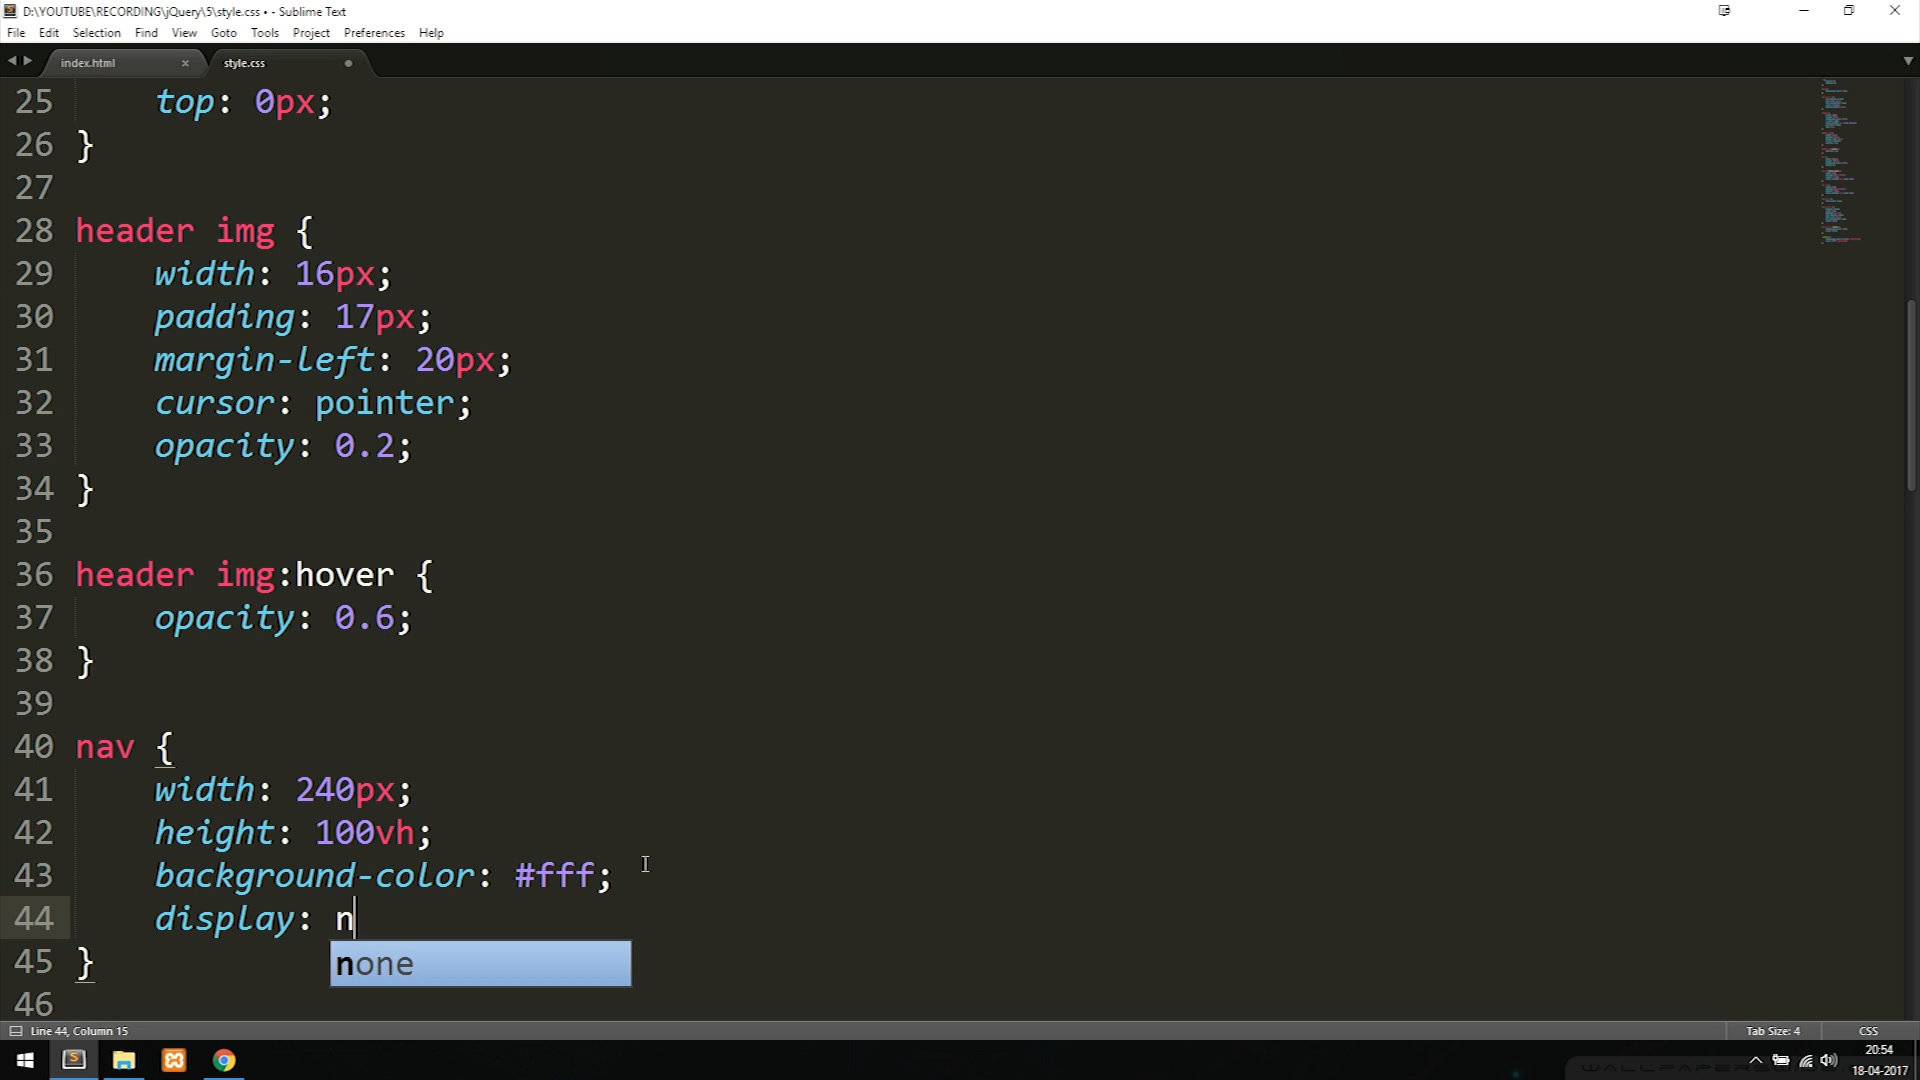 D:\YOUTUBE\RECORDING\jQuery\5\style.css • - Sublime Text
File Edit Selection Find View Goto Tools Project Preferences Help
index.html × style.css
25 top: 0px;
26 }
27
28 header img {
29 width: 16px;
30 padding: 17px;
31 margin-left: 20px;
32 cursor: pointer;
33 opacity: 0.2;
34 }
35
36 header img:hover {
37 opacity: 0.6;
38 }
39
40 nav {
41 width: 240px;
42 height: 100vh;
43 background-color: #fff;
44 display: n
none
45 }
46
Line 44, Column 15 Tab Size: 4 CSS
20:54
18-04-2017